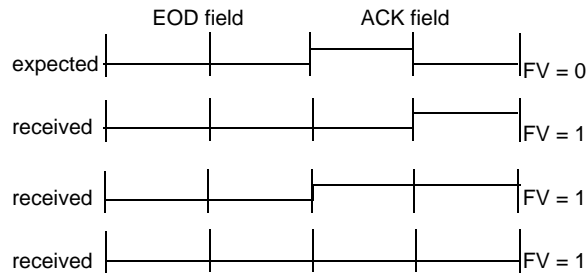 EOD field ACK field
expected FV = 0
received FV = 1
received FV = 1
received FV = 1